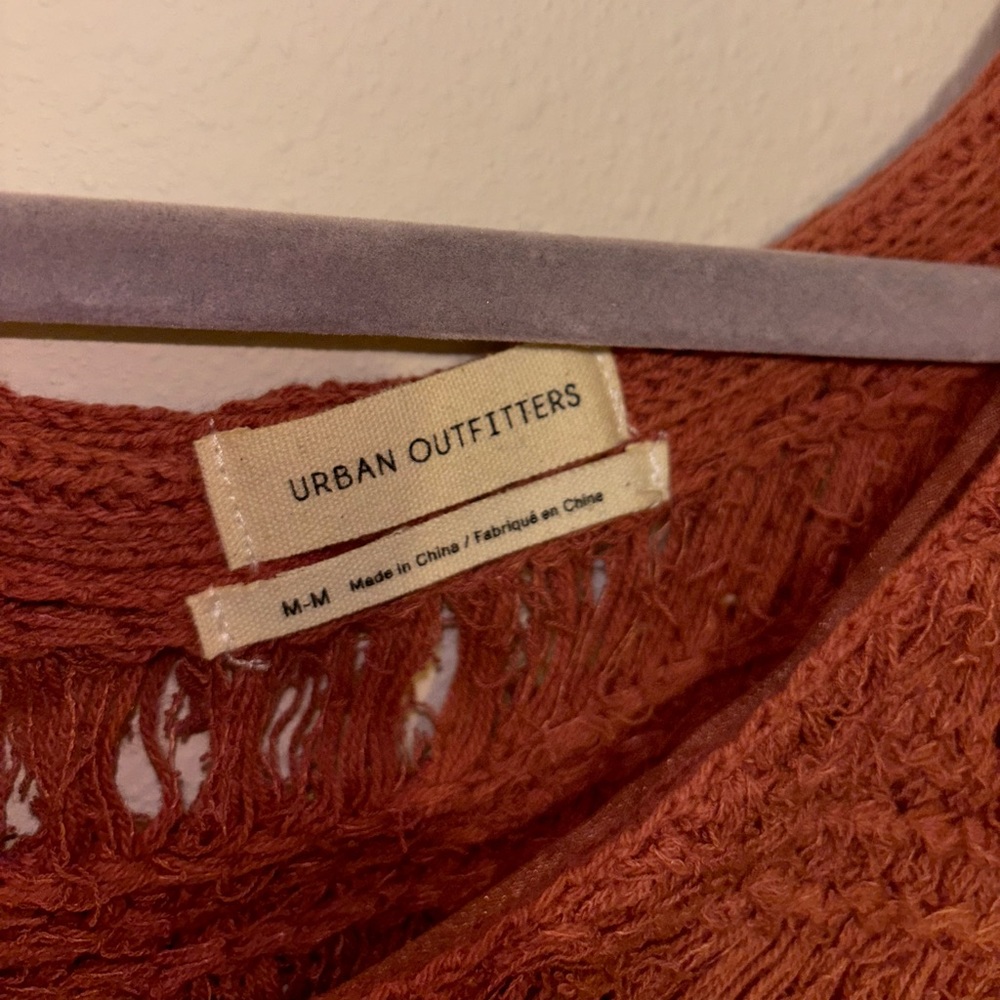 URBAN OUTFITTERS
M-M Made in China / Fabriqué en Chine